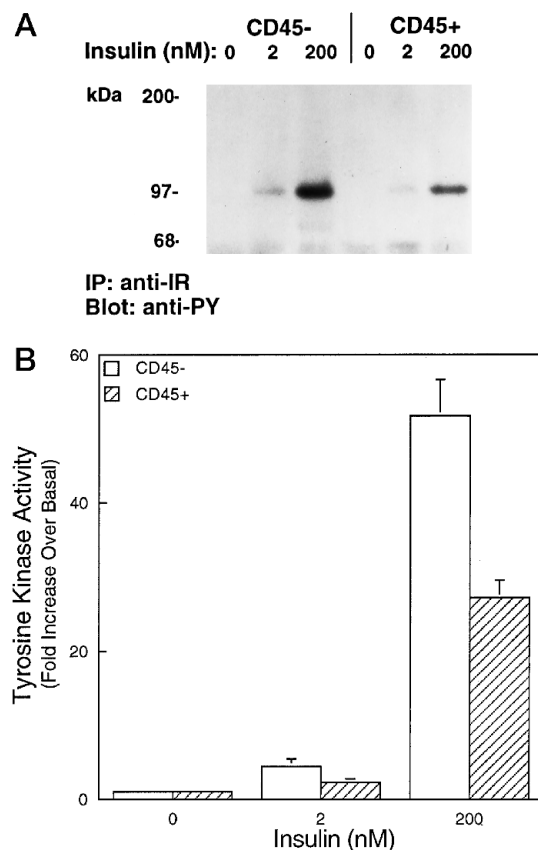 A
CD45- CD45+
Insulin (nM): 0 2 200 0 2 200
kDa 200-
97-
68-
IP: anti-IR
Blot: anti-PY
B
60
CD45-
CD45+
40
20
0
Tyrosine Kinase Activity
(Fold Increase Over Basal)
0 2 200
Insulin (nM)